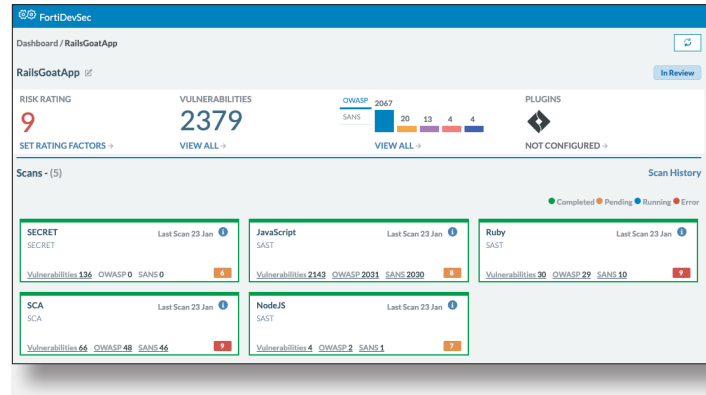 FortiDevSec
Dashboard / RailsGoatApp
RailsGoatApp
In Review
RISK RATING
9
SET RATING FACTORS →
VULNERABILITIES
2379
VIEW ALL →
OWASP
SANS
2067
20
13
4
4
VIEW ALL →
PLUGINS
NOT CONFIGURED →
Scans - (5)
Scan History
Completed Pending Running Error
SECRET Last Scan 23 Jan
SECRET
Vulnerabilities 136 OWASP 0 SANS 0 6
JavaScript Last Scan 23 Jan
SAST
Vulnerabilities 2143 OWASP 2031 SANS 2030 8
Ruby Last Scan 23 Jan
SAST
Vulnerabilities 30 OWASP 29 SANS 10 9
SCA Last Scan 23 Jan
SCA
Vulnerabilities 66 OWASP 48 SANS 46 9
NodeJS Last Scan 23 Jan
SAST
Vulnerabilities 4 OWASP 2 SANS 1 7